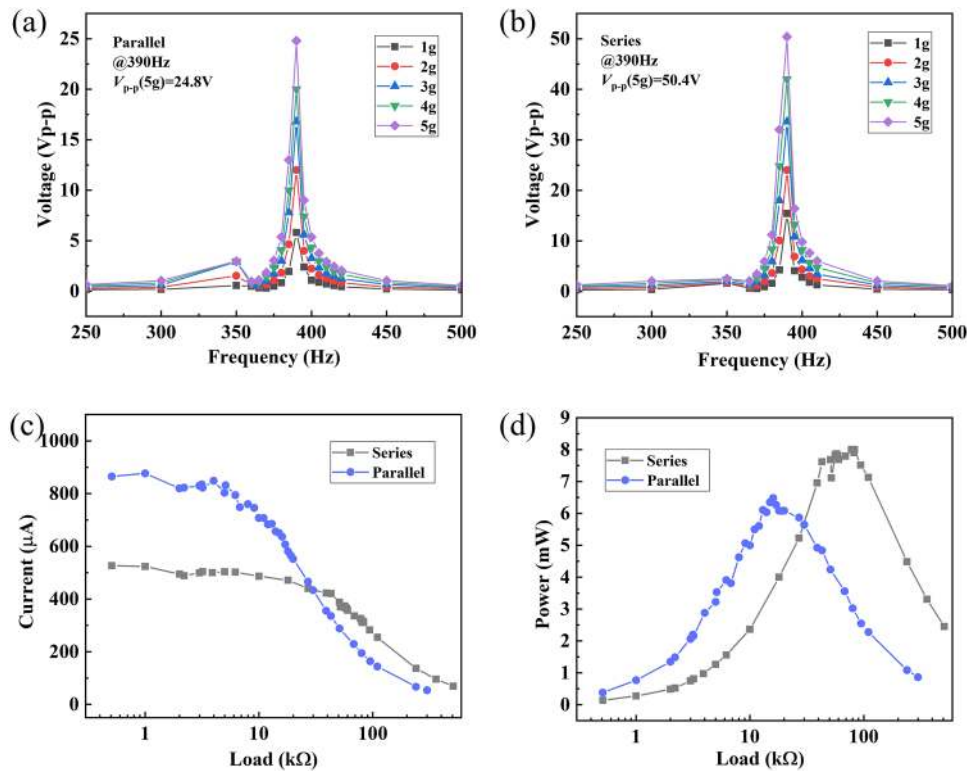 (a)
Parallel
@390Hz
Vp-p(5g)=24.8V
1g
2g
3g
4g
5g
Voltage (Vp-p)
25
20
15
10
5
0
250 300 350 400 450 500
Frequency (Hz)
(b)
Series
@390Hz
Vp-p(5g)=50.4V
1g
2g
3g
4g
5g
Voltage (Vp-p)
50
40
30
20
10
0
250 300 350 400 450 500
Frequency (Hz)
(c)
Series
Parallel
Current (μA)
1000
800
600
400
200
0
1 10 100
Load (kΩ)
(d)
Series
Parallel
Power (mW)
9
8
7
6
5
4
3
2
1
0
1 10 100
Load (kΩ)